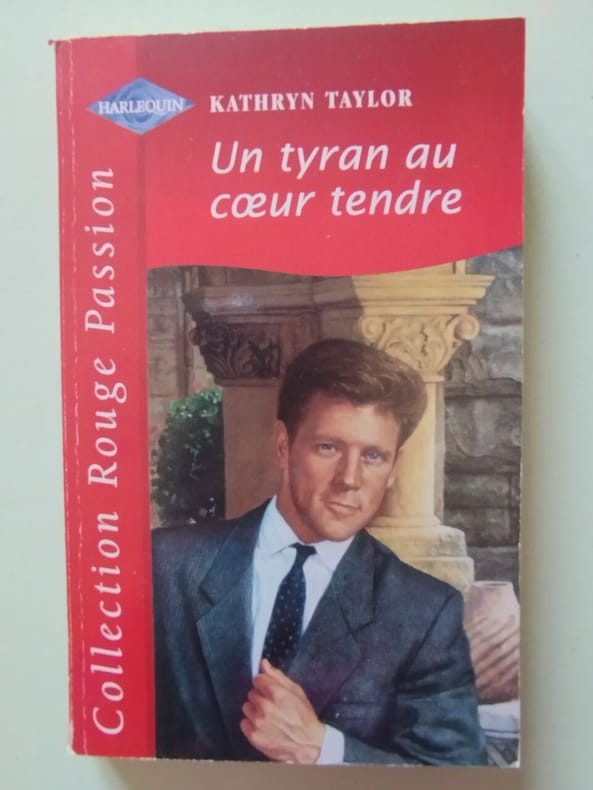 HARLEQUIN
KATHRYN TAYLOR
Un tyran au
cœur tendre
Collection Rouge Passion